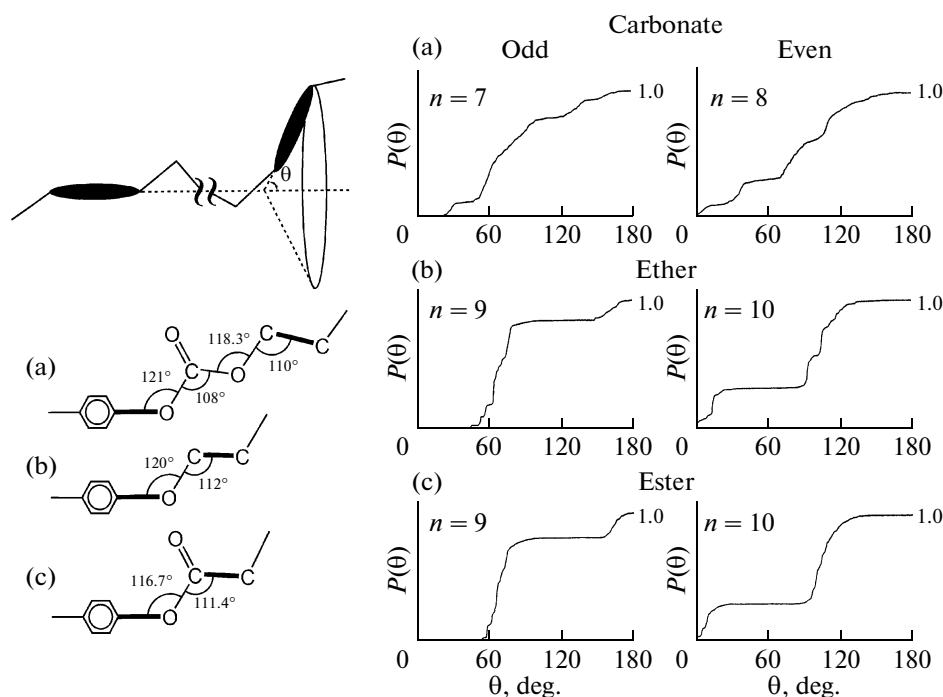 θ
(a)
O
118.3°
C
C
C
110°
121°
108°
O
O
(b)
120°
C
C
112°
O
(c)
O
116.7°
C
C
111.4°
O
Carbonate
(a)
Odd
Even
P(θ)
n = 7
1.0
0
60
120
180
P(θ)
n = 8
1.0
0
60
120
180
(b)
Ether
P(θ)
n = 9
1.0
0
60
120
180
P(θ)
n = 10
1.0
0
60
120
180
(c)
Ester
P(θ)
n = 9
1.0
0
60
120
180
θ, deg.
P(θ)
n = 10
1.0
0
60
120
180
θ, deg.